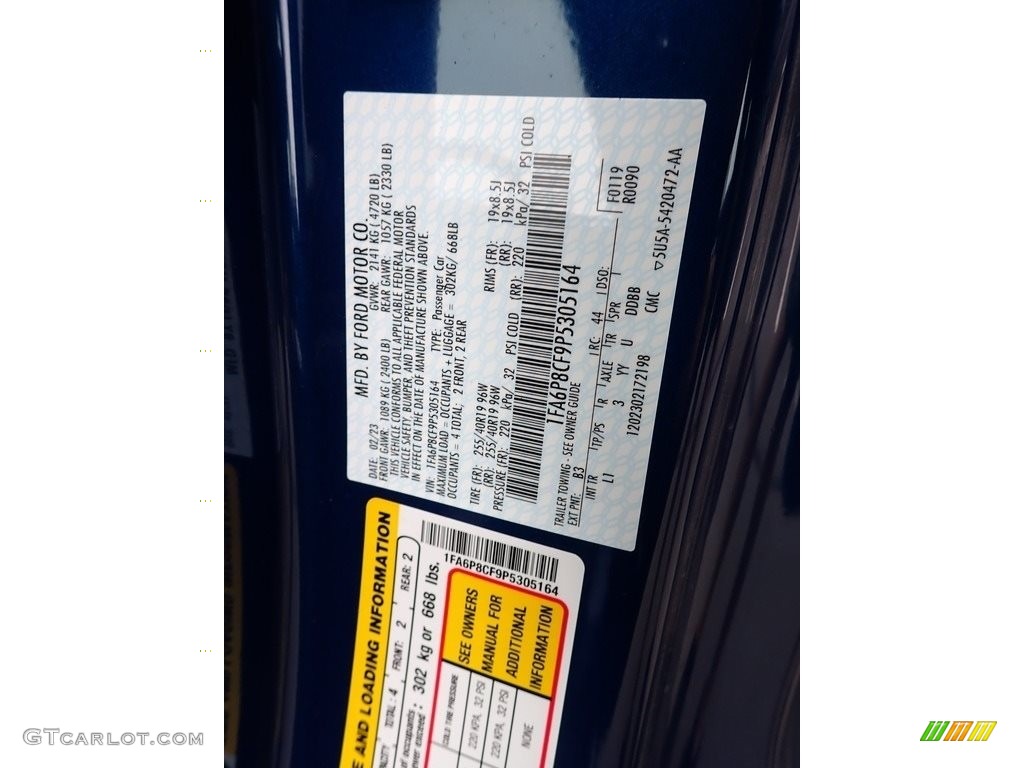 MFD. BY FORD MOTOR CO.
DATE: 02/23 GVWR: 2141 KG ( 4720 LB)
FRONT GAWR: 1089 KG ( 2400 LB) REAR GAWR: 1057 KG ( 2330 LB)
THIS VEHICLE CONFORMS TO ALL APPLICABLE FEDERAL MOTOR
VEHICLE SAFETY, BUMPER, AND THEFT PREVENTION STANDARDS
IN EFFECT ON THE DATE OF MANUFACTURE SHOWN ABOVE.
VIN: 1FA6P8CF9P5305164 TYPE: Passenger Car
MAXIMUM LOAD = OCCUPANTS + LUGGAGE = 302KG/ 668LB
OCCUPANTS = 4 TOTAL; 2 FRONT, 2 REAR
TIRE (FR): 255/40R19 96W RIMS (FR): 19x8.5J
(RR): 255/40R19 96W (RR): 19x8.5J
PRESSURE (FR): 220 kPa/ 32 PSI COLD (RR): 220 kPa/ 32 PSI COLD
1FA6P8CF9P5305164
TRAILER TOWING - SEE OWNER GUIDE
EXT PNT: B3 RC: 44 DSO: F0119
INT TR TP/PS R AXLE TR SPR R0090
LI 3 YY U DDBB
1202302172198 CMC ▽5U5A-5420472-AA
E AND LOADING INFORMATION
TOTAL: 4 FRONT: 2 REAR: 2
302 kg or 668 lbs.
1FA6P8CF9P5305164
COLD TIRE PRESSURE
220 KPA, 32 PSI
220 KPA, 32 PSI
NONE
SEE OWNERS
MANUAL FOR
ADDITIONAL
INFORMATION
GTCARLOT.COM